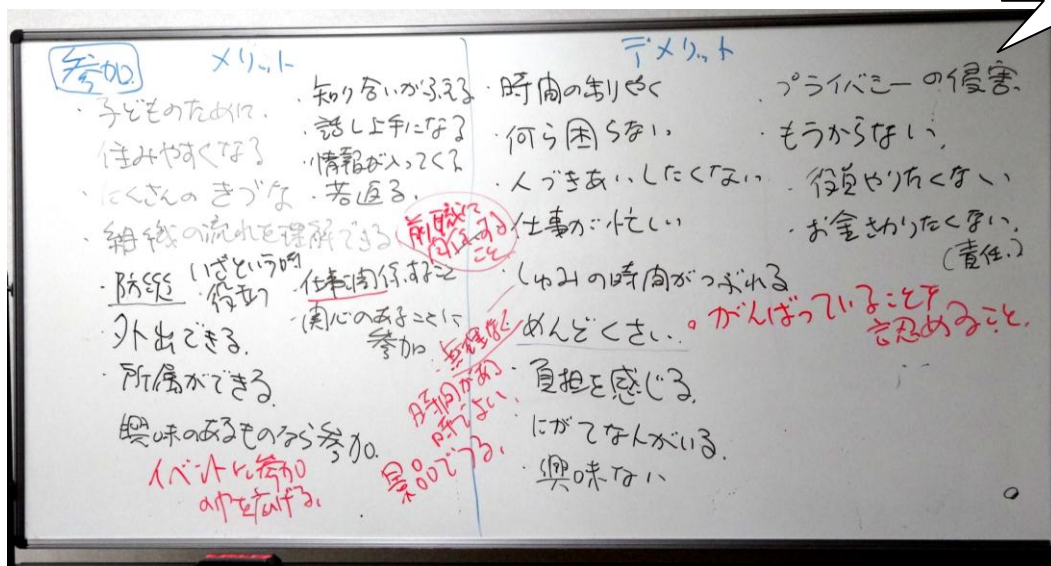 参加
メリット
・子どものために
住みやすくなる
・たくさんのきづな
・組織の流れを理解できる
・防災 いざという時
役立つ
外出できる
・所属ができる
興味のあるものなら参加
イベントに参加
の巾を広げる
・知り合いがふえる
・話し上手になる
・情報が入ってくる
・若返る
前職に
関係ある
こと
仕事に関係すること
・関心のあることに
参加
無理なく
時間がある
時でよい
景品でつる
デメリット
・時間の制やく
・何ら困らない
・人づきあいしたくない
仕事が忙しい
・しゅみの時間がつぶれる
めんどくさい
・負担を感じる
にがてな人がいる
・興味ない
・プライバシーの侵害
・もうからない
・役員やりたくない
・お金さわりたくない
(責任)
がんばっていることを
認めること